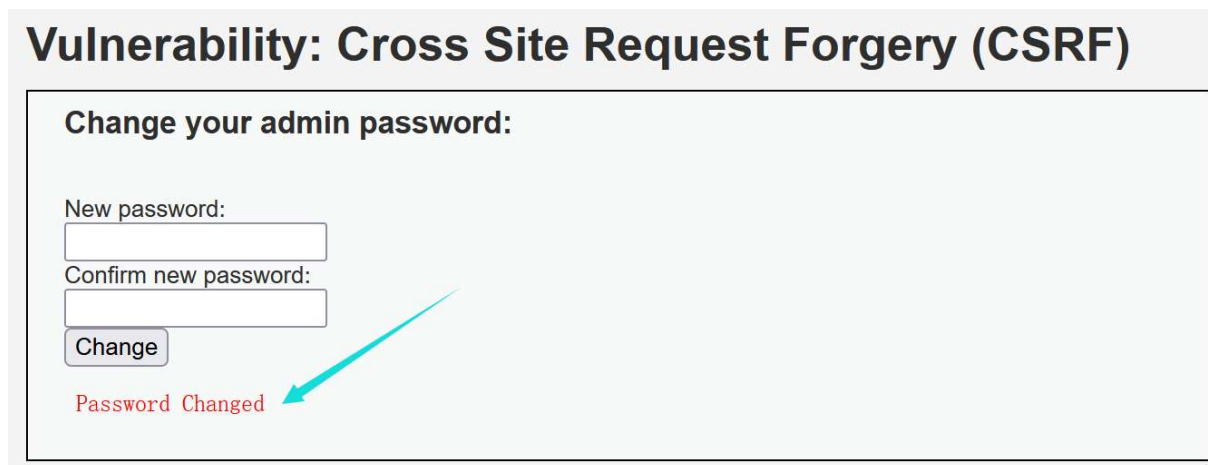 Vulnerability: Cross Site Request Forgery (CSRF)
Change your admin password:
New password:
Confirm new password:
Change
Password Changed